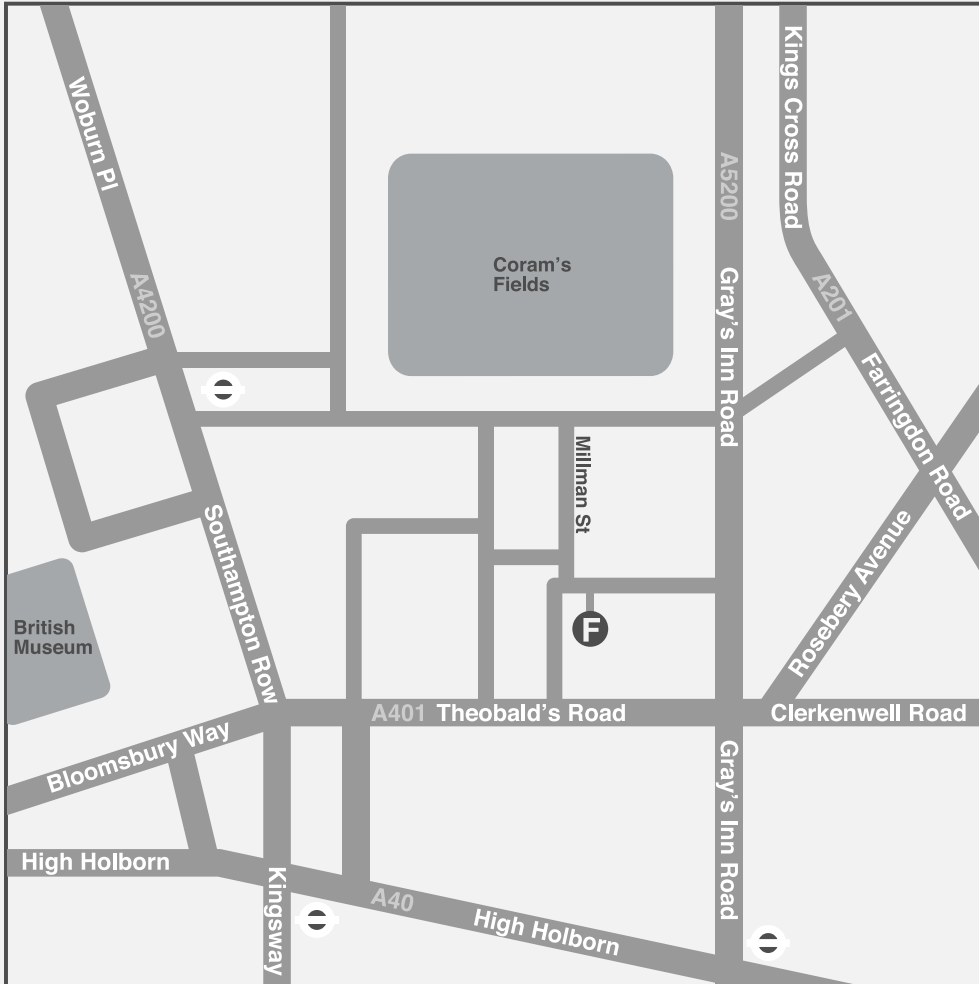 Woburn Pl
Kings Cross Road
A5200
Coram’s
Fields
A4200
A201
Gray’s Inn Road
Farringdon Road
Millman St
Southampton Row
Rosebery Avenue
British
Museum
F
A401 Theobald’s Road
Clerkenwell Road
Bloomsbury Way
Gray’s Inn Road
High Holborn
Kingsway
A40
High Holborn